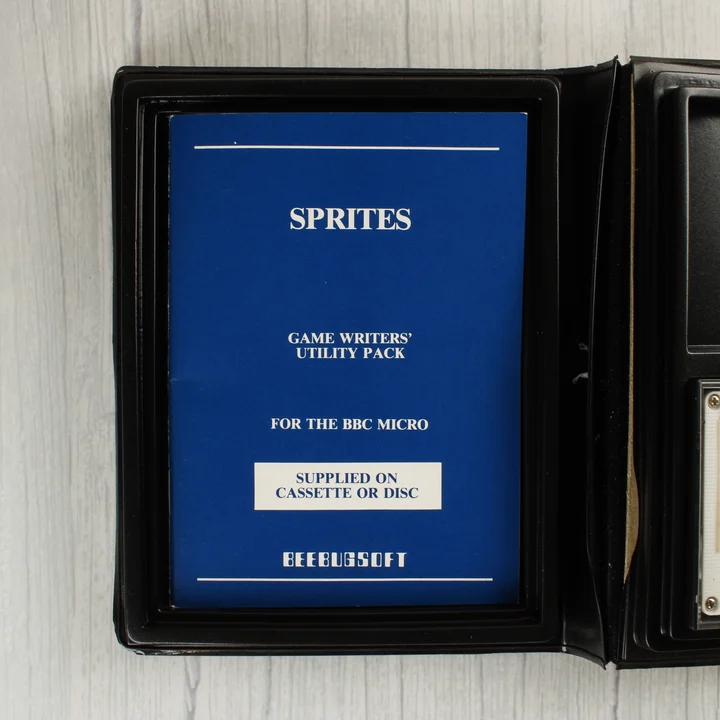 SPRITES
GAME WRITERS'
UTILITY PACK
FOR THE BBC MICRO
SUPPLIED ON
CASSETTE OR DISC
BEEBUGSOFT